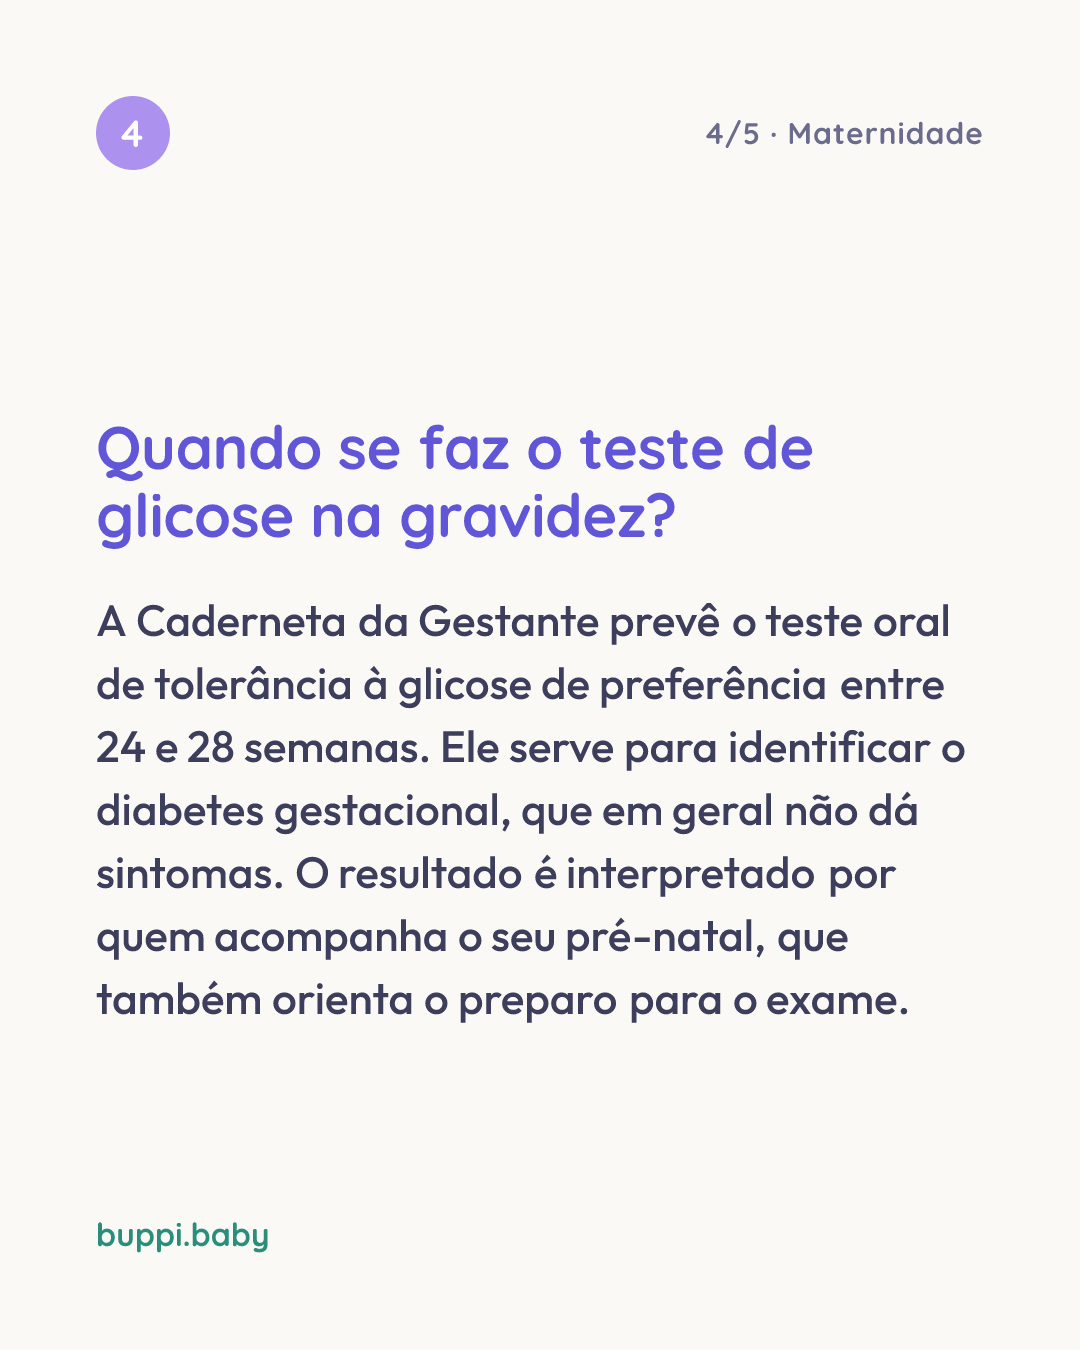 4
4/5 · Maternidade
Quando se faz o teste de
glicose na gravidez?
A Caderneta da Gestante prevê o teste oral
de tolerância à glicose de preferência entre
24 e 28 semanas. Ele serve para identificar o
diabetes gestacional, que em geral não dá
sintomas. O resultado é interpretado por
quem acompanha o seu pré-natal, que
também orienta o preparo para o exame.
buppi.baby